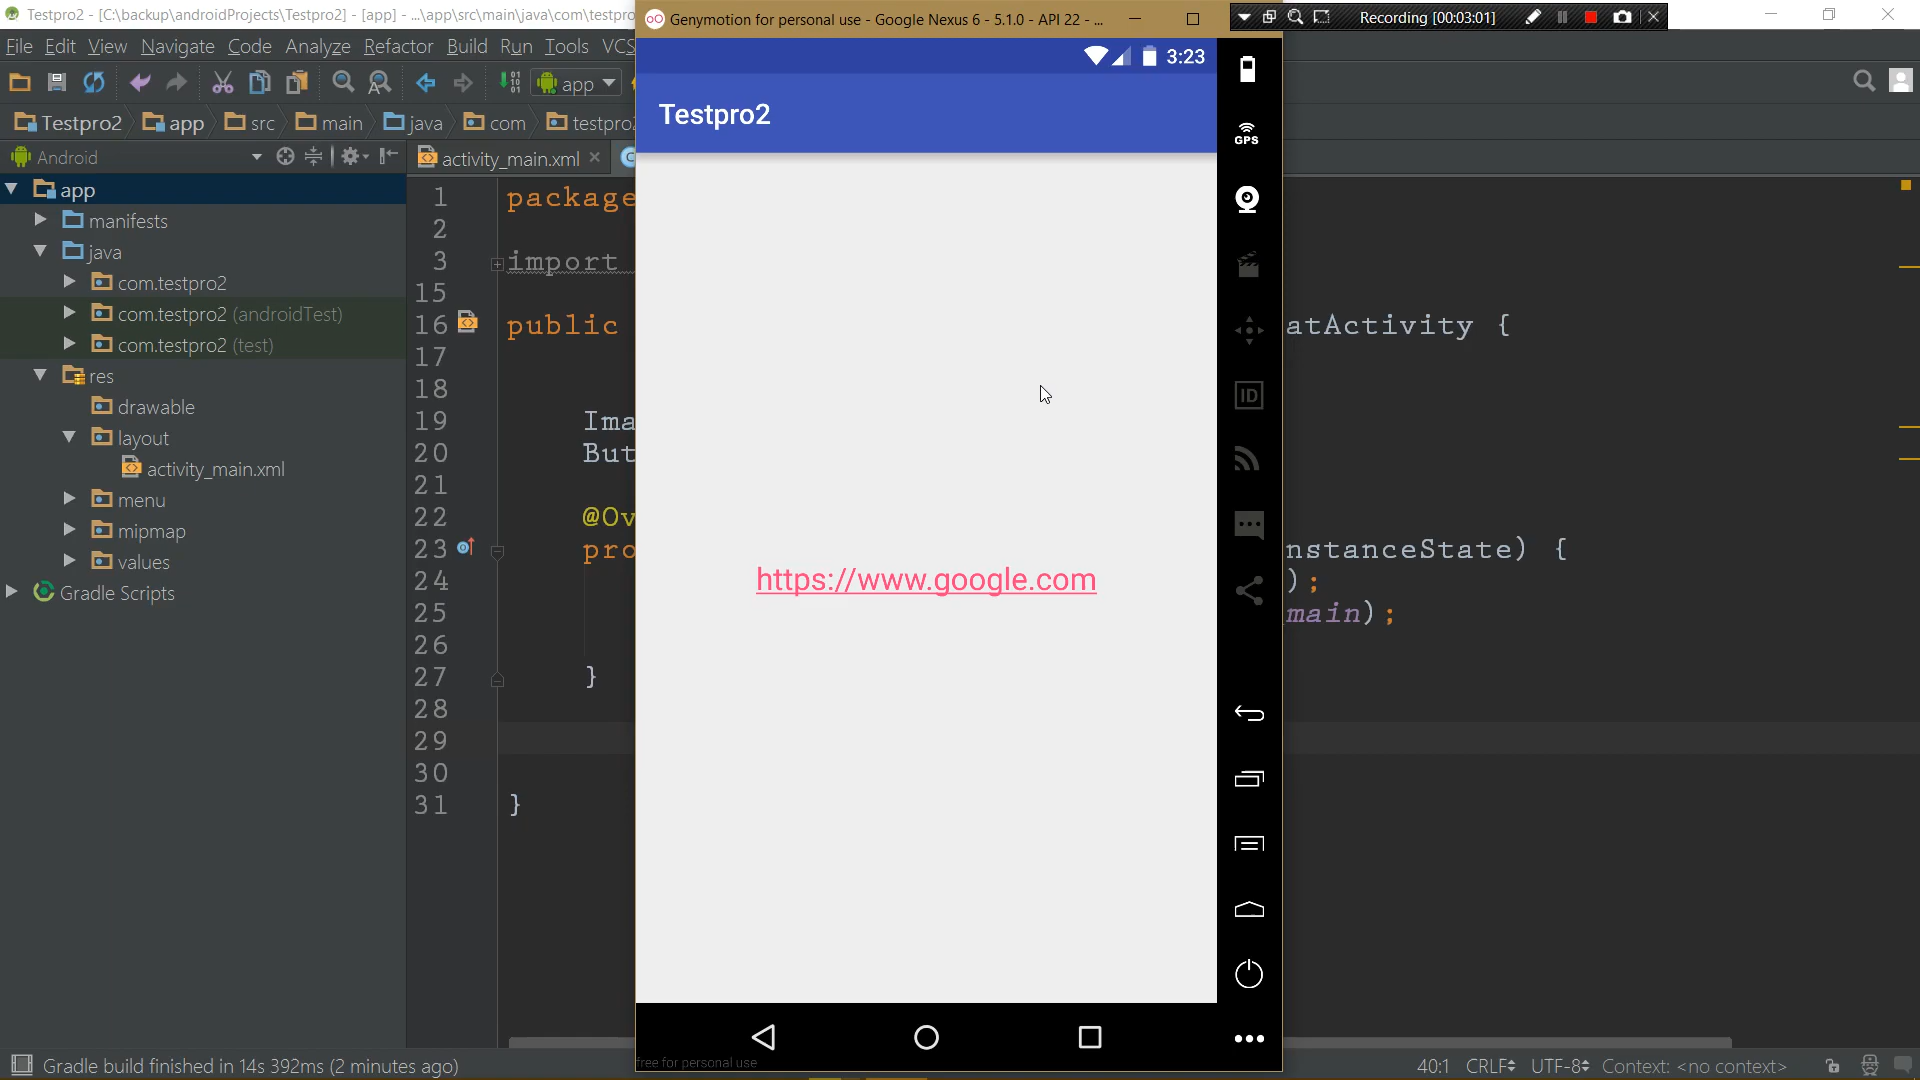 Testpro2 - [C:\backup\androidProjects\Testpro2] - [app] - ...\app\src\main\java\com\testpro
Genymotion for personal use - Google Nexus 6 - 5.1.0 - API 22 - ...
Recording [00:03:01]
File Edit View Navigate Code Analyze Refactor Build Run Tools VCS
app
Testpro2 app src main java com testpro
Android
activity_main.xml
app
manifests
java
com.testpro2
com.testpro2 (androidTest)
com.testpro2 (test)
res
drawable
layout
activity_main.xml
menu
mipmap
values
Gradle Scripts
1 package
2
3 import
15
16 public atActivity {
17
18
19 Ima
20 But
21
22 @Ov
23 pro nstanceState) {
24 );
25 main);
26
27 }
28
29
30
31 }
3:23
Testpro2
https://www.google.com
GPS
ID
free for personal use
Gradle build finished in 14s 392ms (2 minutes ago)
40:1 CRLF UTF-8 Context: <no context>